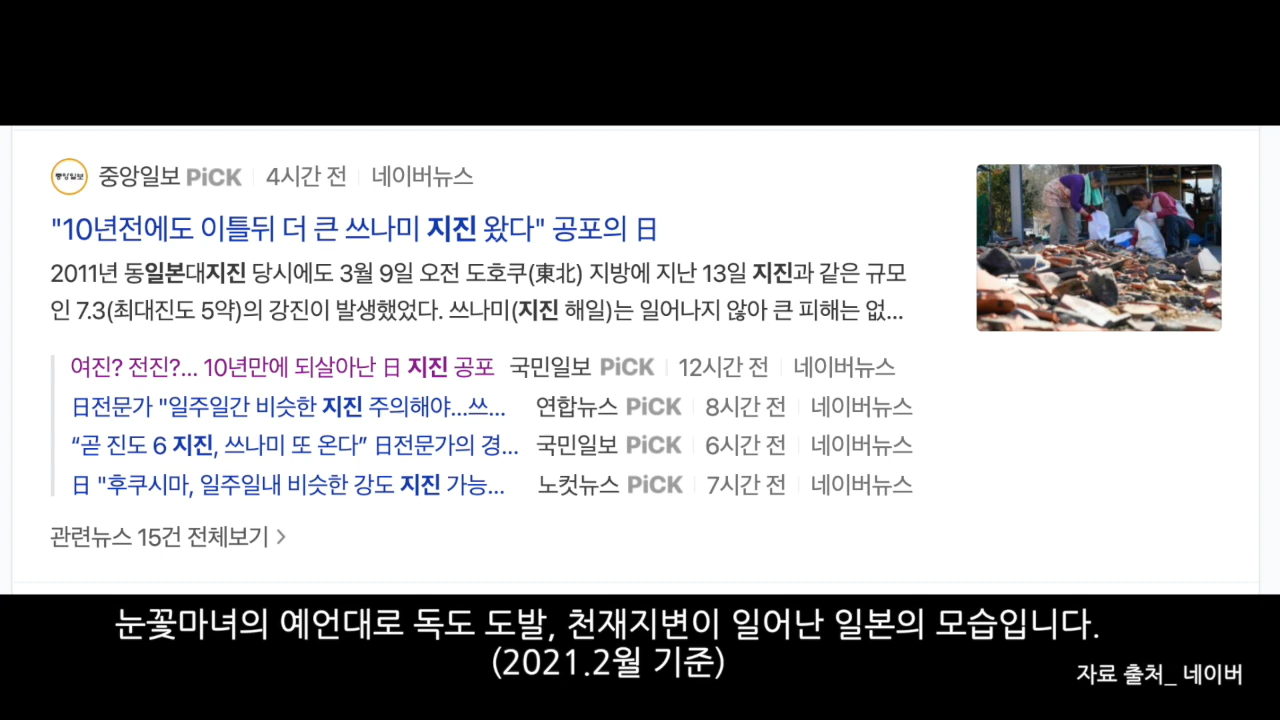 중앙일보 중앙일보 PiCK 4시간 전 네이버뉴스
"10년전에도 이틀뒤 더 큰 쓰나미 지진 왔다" 공포의 日
2011년 동일본대지진 당시에도 3월 9일 오전 도호쿠(東北) 지방에 지난 13일 지진과 같은 규모
인 7.3(최대진도 5약)의 강진이 발생했었다. 쓰나미(지진 해일)는 일어나지 않아 큰 피해는 없...
여진? 전진?... 10년만에 되살아난 日 지진 공포 국민일보 PiCK 12시간 전 네이버뉴스
日전문가 "일주일간 비슷한 지진 주의해야...쓰... 연합뉴스 PiCK 8시간 전 네이버뉴스
“곧 진도 6 지진, 쓰나미 또 온다” 日전문가의 경... 국민일보 PiCK 6시간 전 네이버뉴스
日 "후쿠시마, 일주일내 비슷한 강도 지진 가능... 노컷뉴스 PiCK 7시간 전 네이버뉴스
관련뉴스 15건 전체보기 >
눈꽃마녀의 예언대로 독도 도발, 천재지변이 일어난 일본의 모습입니다.
(2021.2월 기준)
자료 출처_ 네이버